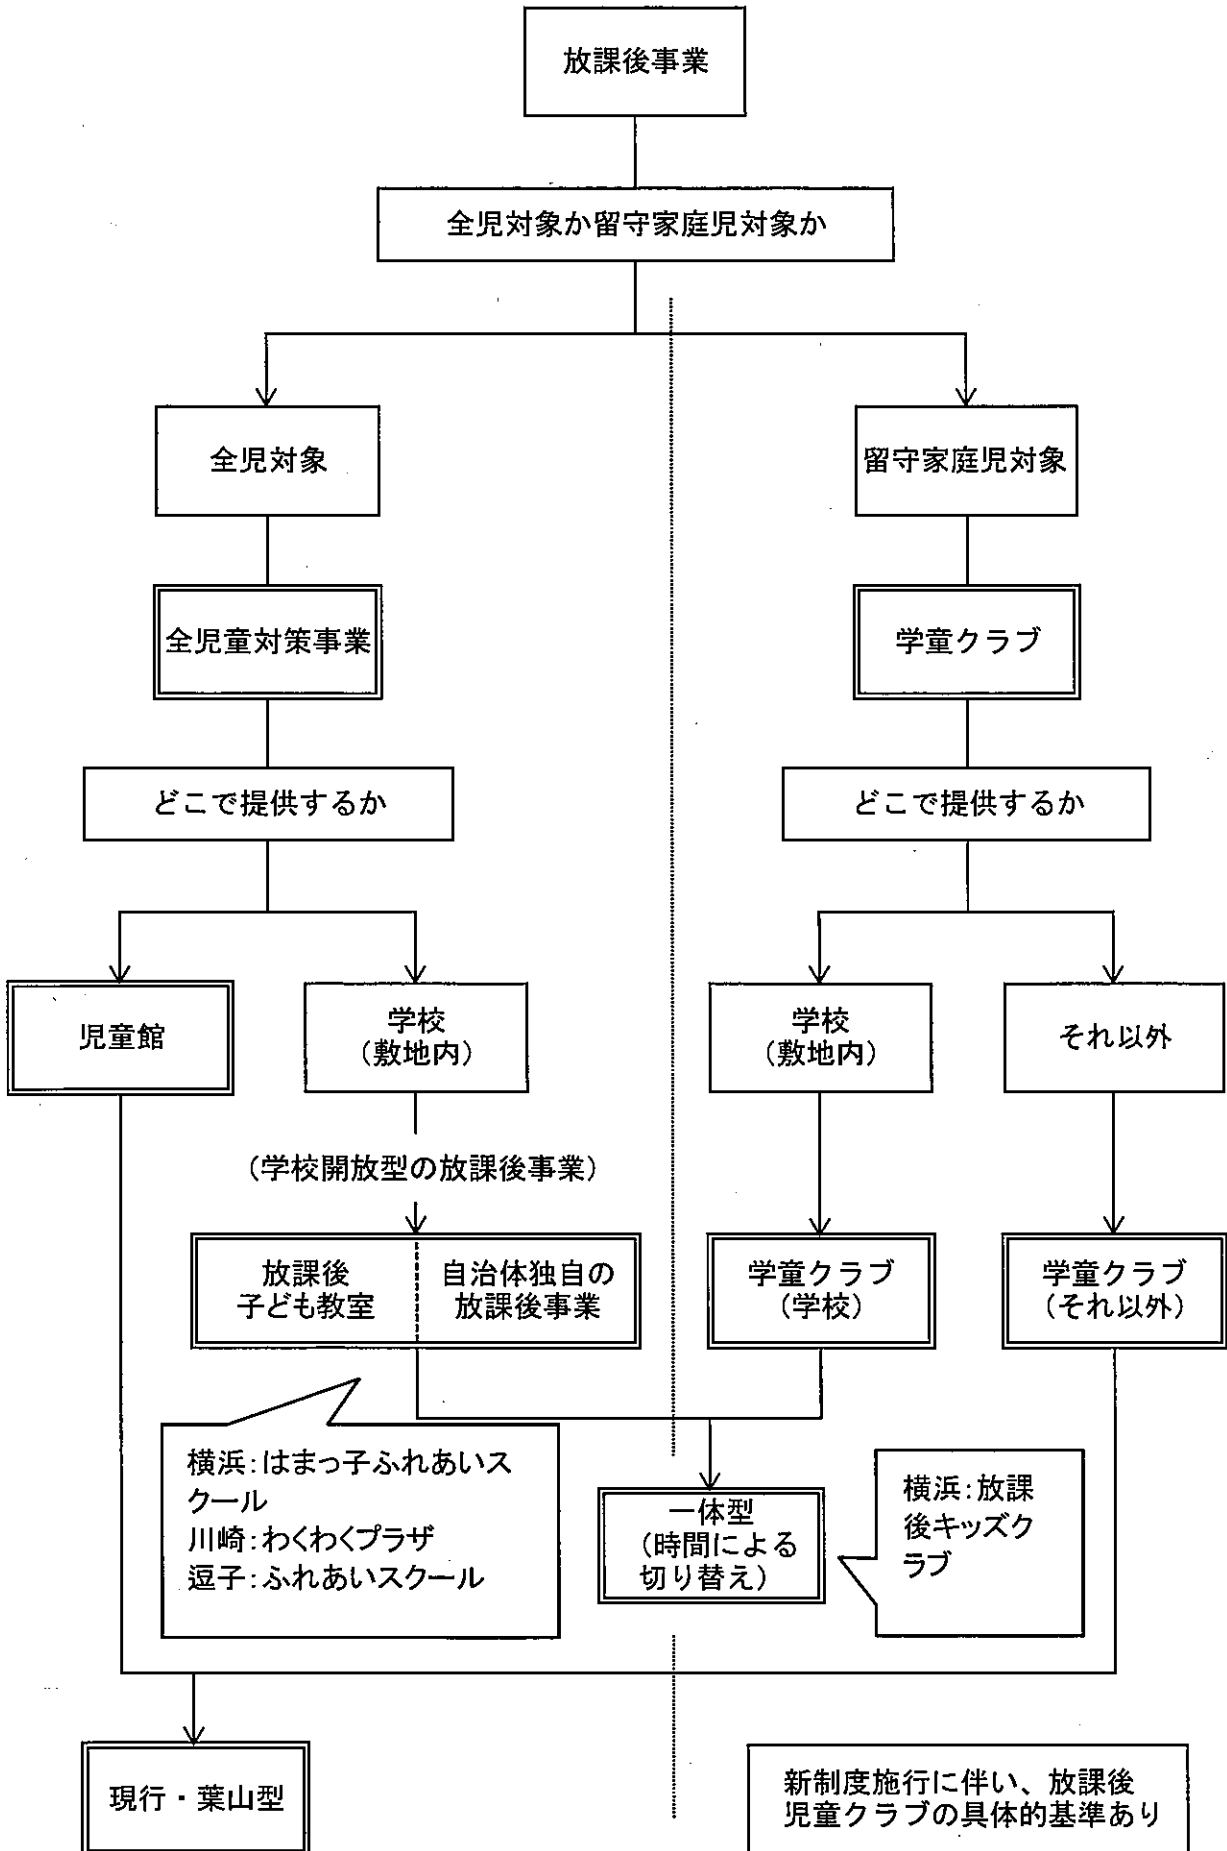 放課後事業
全児対象か留守家庭児対象か
全児対象
留守家庭児対象
全児童対策事業
学童クラブ
どこで提供するか
どこで提供するか
児童館
学校
（敷地内）
学校
（敷地内）
それ以外
（学校開放型の放課後事業）
放課後
子ども教室
自治体独自の
放課後事業
学童クラブ
（学校）
学童クラブ
（それ以外）
横浜：はまっ子ふれあいス
クール
川崎：わくわくプラザ
逗子：ふれあいスクール
一体型
（時間による
切り替え）
横浜：放課
後キッズク
ラブ
現行・葉山型
新制度施行に伴い、放課後
児童クラブの具体的基準あり